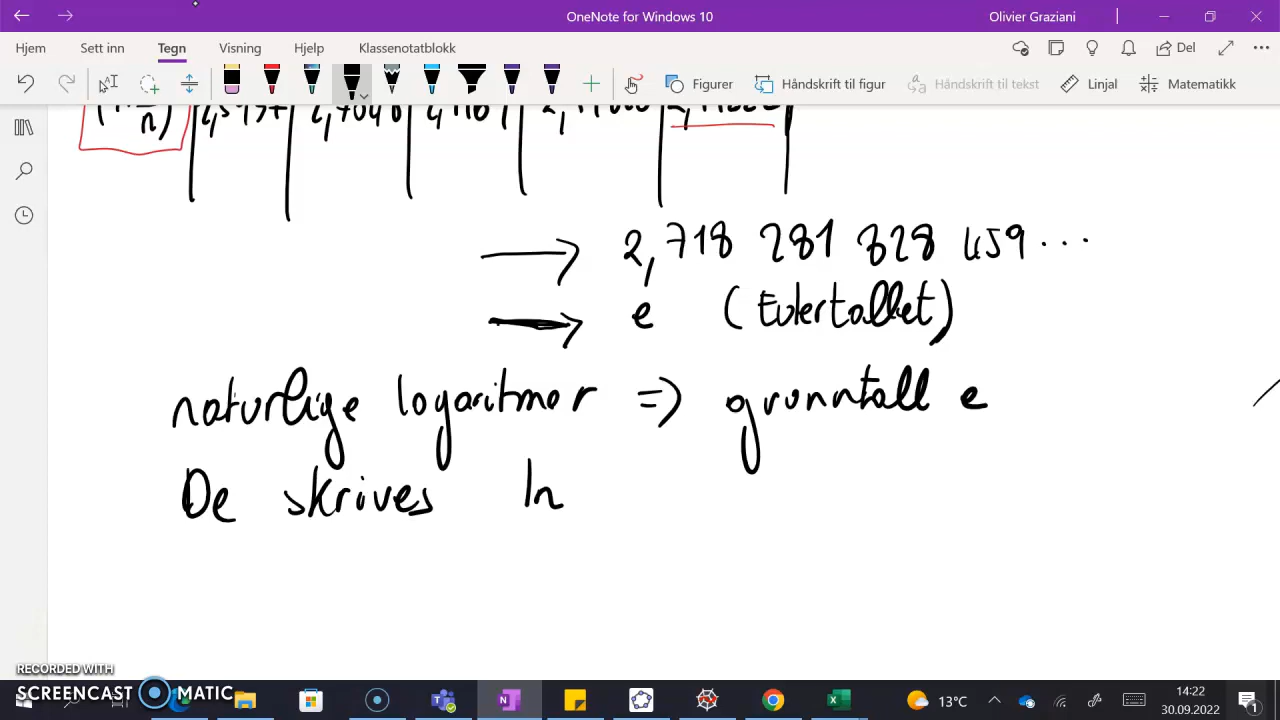 OneNote for Windows 10
Olivier Graziani
Hjem Sett inn Tegn Visning Hjelp Klassenotatblokk Del
Figurer Håndskrift til figur Håndskrift til tekst Linjal Matematikk
n)
→ 2,718 281 828 459...
→ e (Eulertallet)
naturlige logaritmer => grunntall e
De skrives ln
RECORDED WITH
SCREENCAST MATIC
13°C
14:22
30.09.2022
1